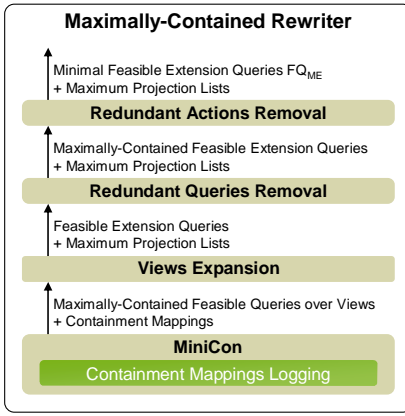 Maximally-Contained Rewriter
Minimal Feasible Extension Queries FQME
+ Maximum Projection Lists
Redundant Actions Removal
Maximally-Contained Feasible Extension Queries
+ Maximum Projection Lists
Redundant Queries Removal
Feasible Extension Queries
+ Maximum Projection Lists
Views Expansion
Maximally-Contained Feasible Queries over Views
+ Containment Mappings
MiniCon
Containment Mappings Logging